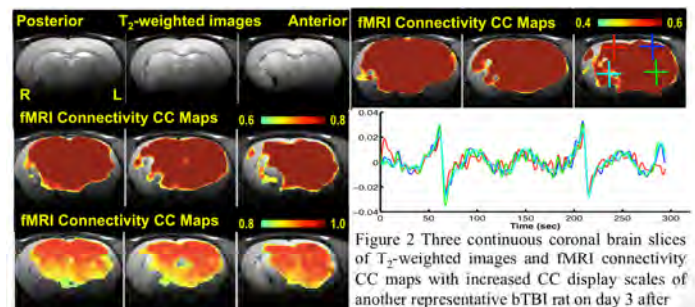 Posterior T2-weighted images Anterior
R L
fMRI Connectivity CC Maps 0.6 0.8
fMRI Connectivity CC Maps 0.8 1.0
fMRI Connectivity CC Maps 0.4 0.6
0.04
0.02
0
-0.02
-0.04
0 50 100 150 200 250 300
Time (sec)
Figure 2 Three continuous coronal brain slices
of T2-weighted images and fMRI connectivity
CC maps with increased CC display scales of
another representative bTBI rat on day 3 after